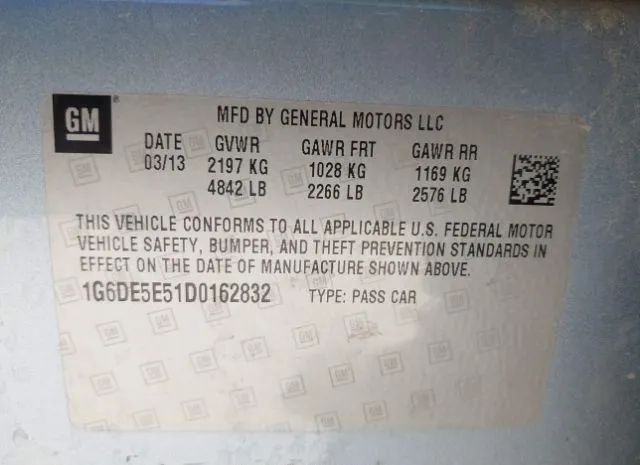 GM
MFD BY GENERAL MOTORS LLC
DATE GVWR GAWR FRT GAWR RR
03/13 2197 KG 1028 KG 1169 KG
4842 LB 2266 LB 2576 LB
THIS VEHICLE CONFORMS TO ALL APPLICABLE U.S. FEDERAL MOTOR
VEHICLE SAFETY, BUMPER, AND THEFT PREVENTION STANDARDS IN
EFFECT ON THE DATE OF MANUFACTURE SHOWN ABOVE.
1G6DE5E51D0162832 TYPE: PASS CAR